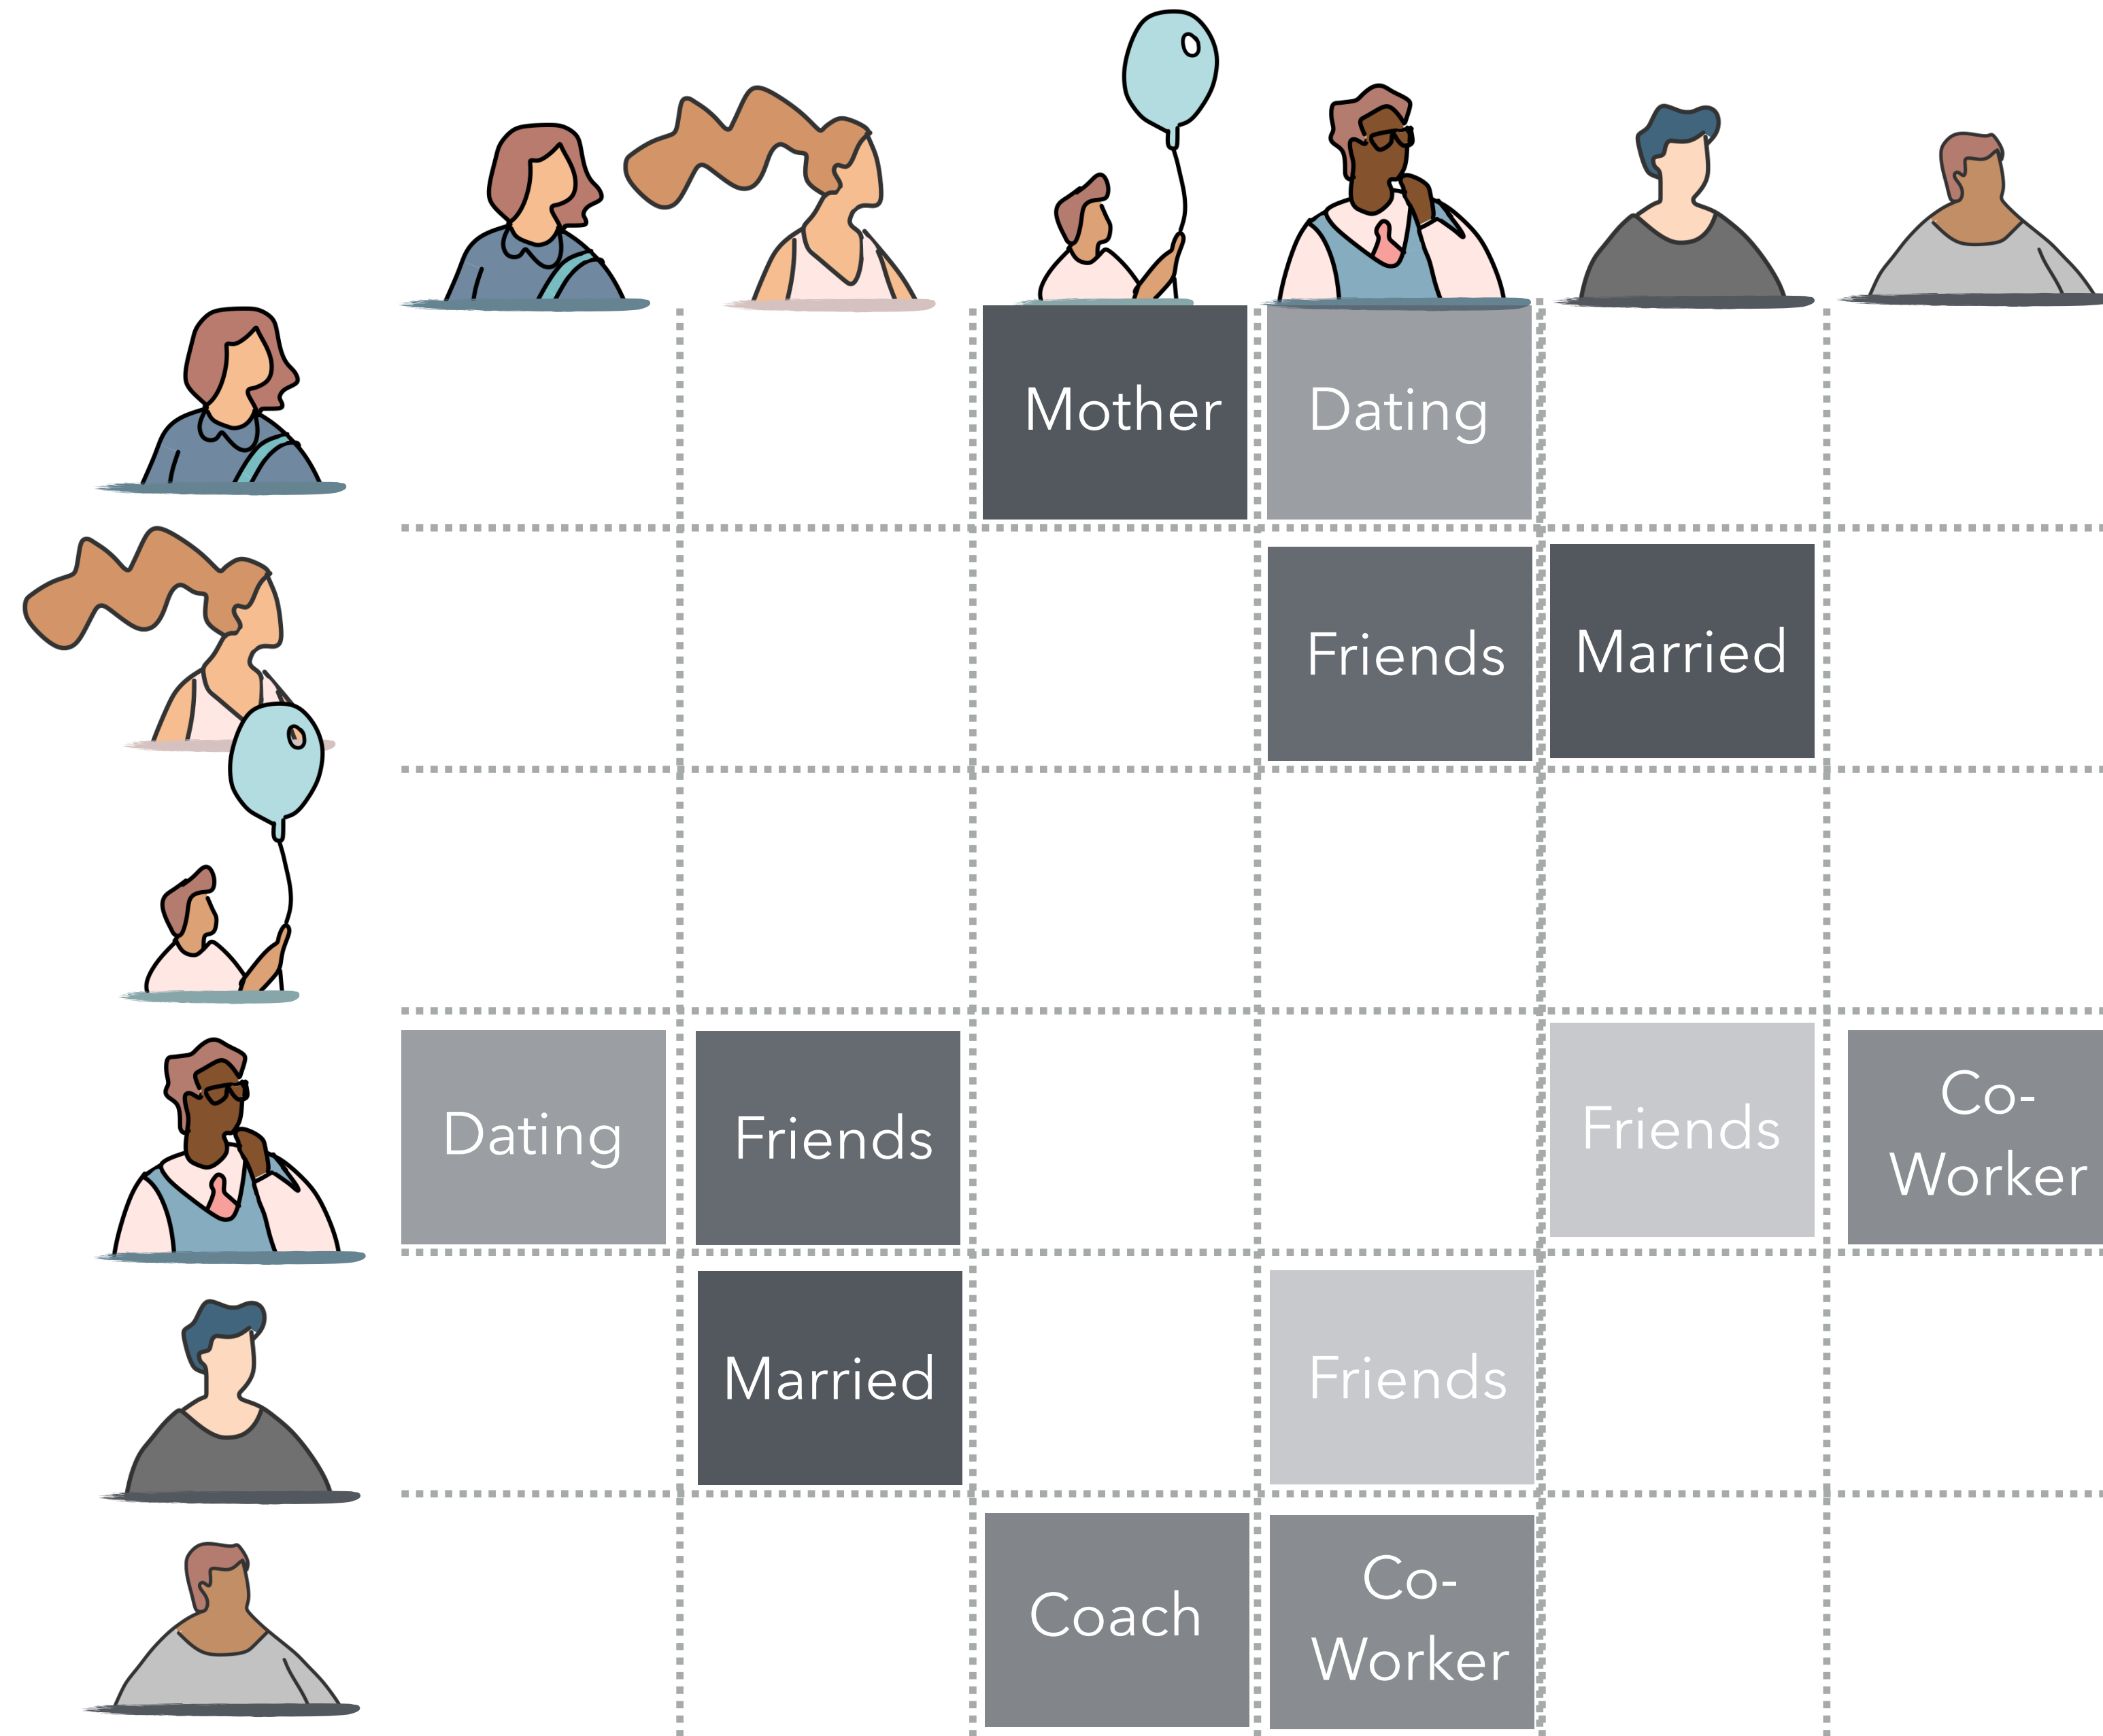 Mother
Dating
Friends
Married
Dating
Friends
Friends
Co-
Worker
Married
Friends
Coach
Co-
Worker